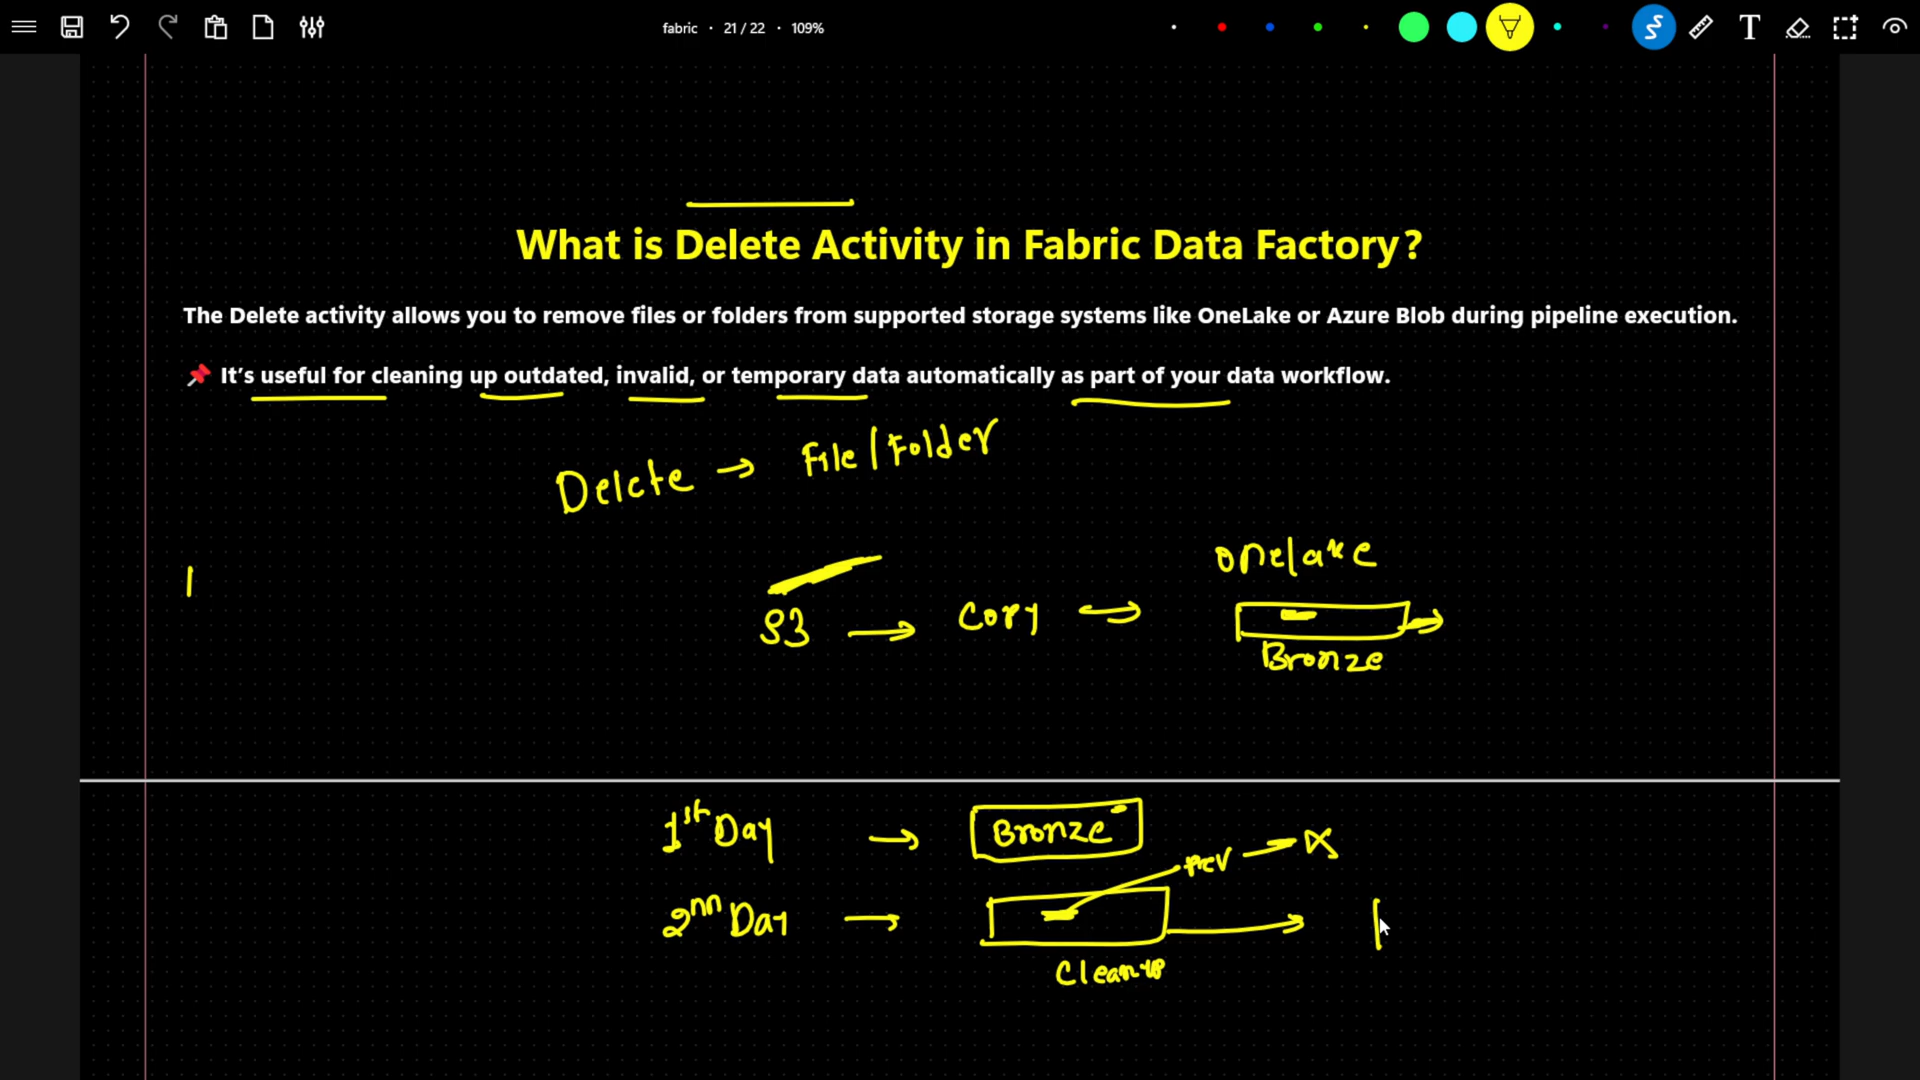 fabric • 21 / 22 • 109%
T
What is Delete Activity in Fabric Data Factory?
The Delete activity allows you to remove files or folders from supported storage systems like OneLake or Azure Blob during pipeline execution.
📌 It’s useful for cleaning up outdated, invalid, or temporary data automatically as part of your data workflow.
Delete → File/Folder
onelake
S3 → Copy → 
Bronze
1st Day → Bronze
Prev → X
2nd Day →
Clean up